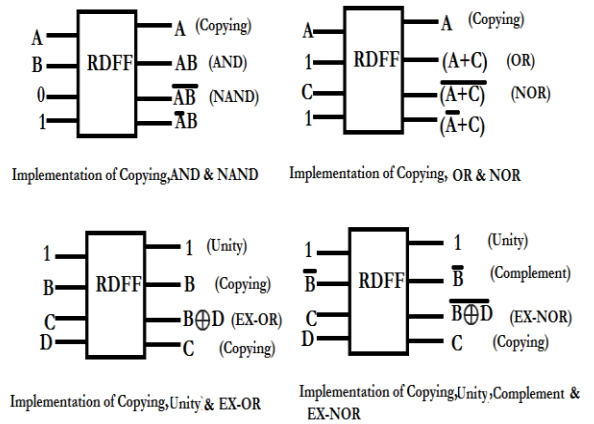 A RDFF A (Copying)
B AB (AND)
0 A̅B̅ (NAND)
1 A̅B
Implementation of Copying,AND & NAND
A RDFF A (Copying)
1 (A+C) (OR)
C (̅A̅+̅C̅)̅ (NOR)
1 (A̅+C)
Implementation of Copying, OR & NOR
1 RDFF 1 (Unity)
B B (Copying)
C B⊕D (EX-OR)
D C (Copying)
Implementation of Copying,Unity & EX-OR
1 RDFF 1 (Unity)
B̅ B̅ (Complement)
C B̅⊕̅D̅ (EX-NOR)
D C (Copying)
Implementation of Copying,Unity,Complement &
EX-NOR